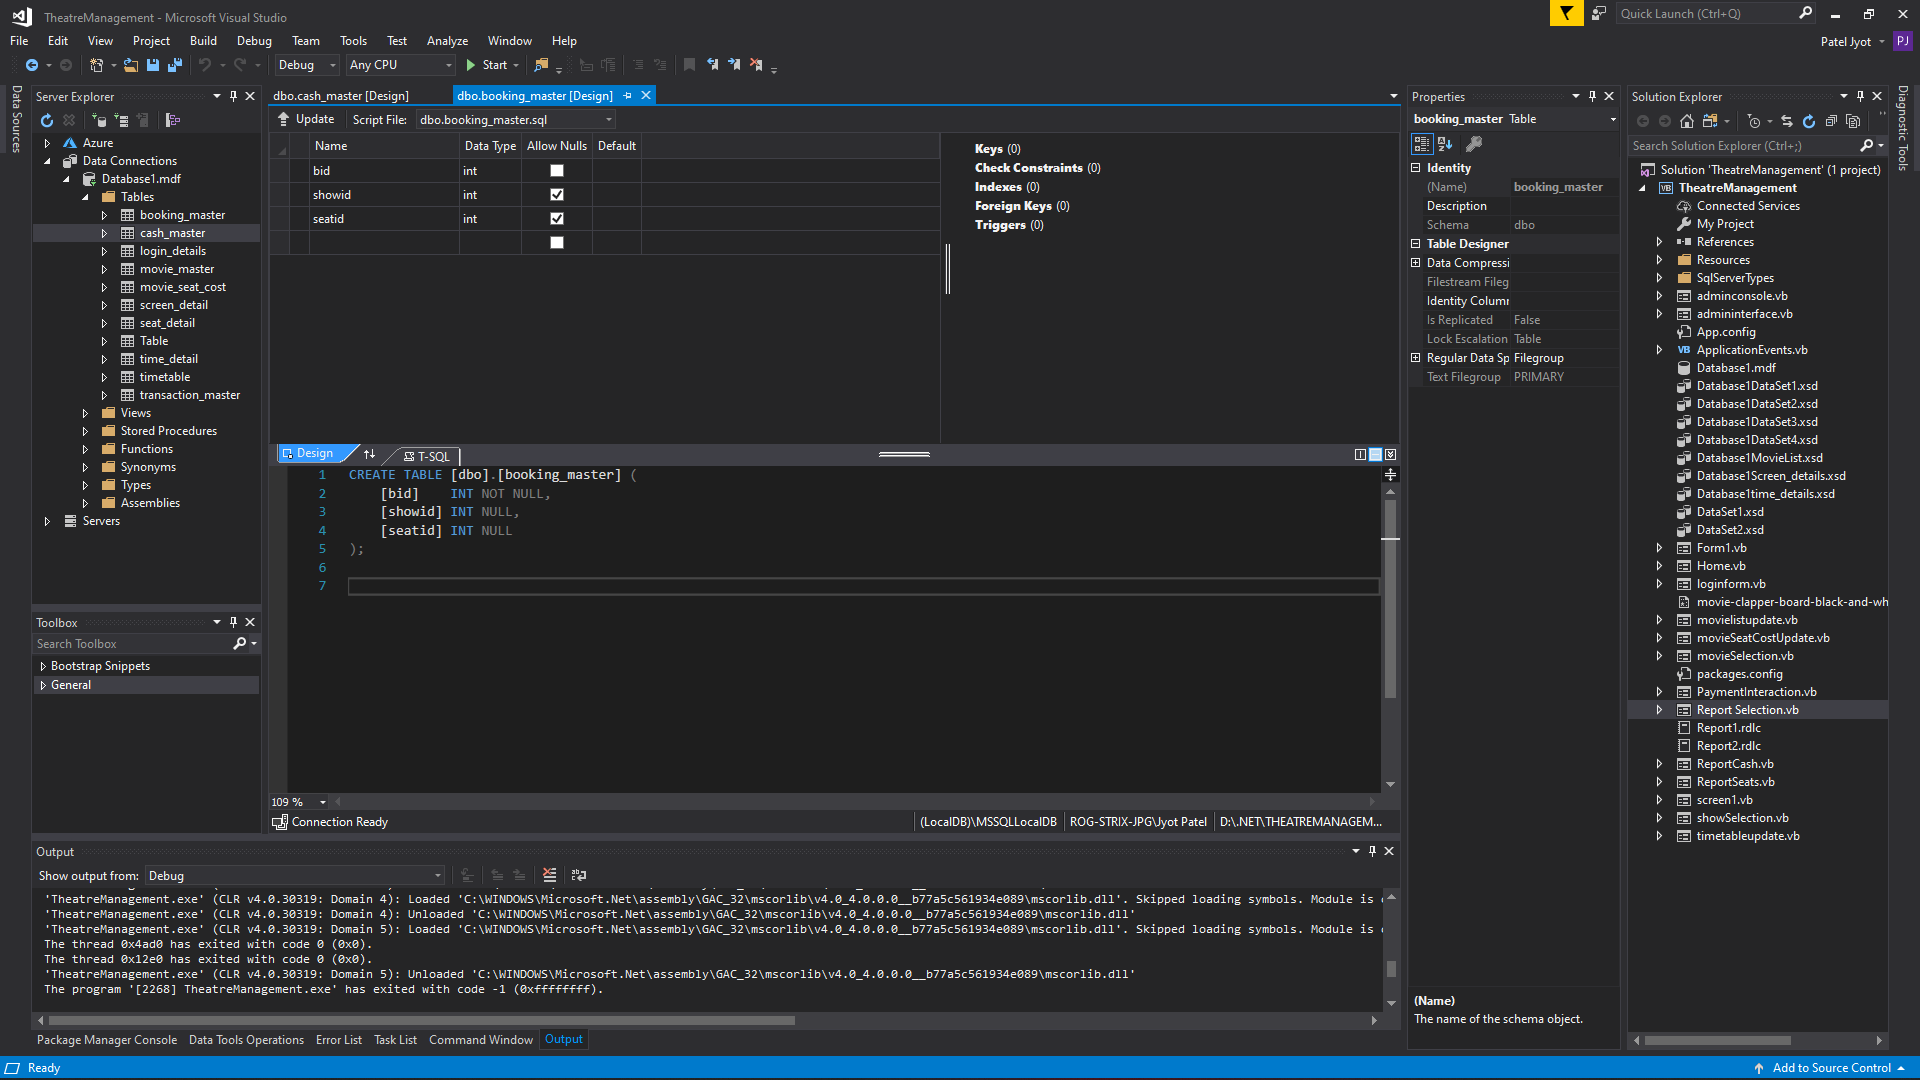 TheatreManagement - Microsoft Visual Studio
Quick Launch (Ctrl+Q)
File Edit View Project Build Debug Team Tools Test Analyze Window Help
Patel Jyot PJ
Debug Any CPU Start
Data Sources
Server Explorer
Azure
Data Connections
Database1.mdf
Tables
booking_master
cash_master
login_details
movie_master
movie_seat_cost
screen_detail
seat_detail
Table
time_detail
timetable
transaction_master
Views
Stored Procedures
Functions
Synonyms
Types
Assemblies
Servers
Toolbox
Search Toolbox
Bootstrap Snippets
General
dbo.cash_master [Design] dbo.booking_master [Design]
Update Script File: dbo.booking_master.sql
Name Data Type Allow Nulls Default
bid int
showid int
seatid int
Keys (0)
Check Constraints (0)
Indexes (0)
Foreign Keys (0)
Triggers (0)
Design T-SQL
1 CREATE TABLE [dbo].[booking_master] (
2 [bid] INT NOT NULL,
3 [showid] INT NULL,
4 [seatid] INT NULL
5 );
6
7
109 %
Connection Ready (LocalDB)\MSSQLLocalDB ROG-STRIX-JPG\Jyot Patel D:\.NET\THEATREMANAGEM...
Output
Show output from: Debug
'TheatreManagement.exe' (CLR v4.0.30319: Domain 4): Loaded 'C:\WINDOWS\Microsoft.Net\assembly\GAC_32\mscorlib\v4.0_4.0.0.0__b77a5c561934e089\mscorlib.dll'. Skipped loading symbols. Module is
'TheatreManagement.exe' (CLR v4.0.30319: Domain 4): Unloaded 'C:\WINDOWS\Microsoft.Net\assembly\GAC_32\mscorlib\v4.0_4.0.0.0__b77a5c561934e089\mscorlib.dll'
'TheatreManagement.exe' (CLR v4.0.30319: Domain 5): Loaded 'C:\WINDOWS\Microsoft.Net\assembly\GAC_32\mscorlib\v4.0_4.0.0.0__b77a5c561934e089\mscorlib.dll'. Skipped loading symbols. Module is
The thread 0x4ad0 has exited with code 0 (0x0).
The thread 0x12e0 has exited with code 0 (0x0).
'TheatreManagement.exe' (CLR v4.0.30319: Domain 5): Unloaded 'C:\WINDOWS\Microsoft.Net\assembly\GAC_32\mscorlib\v4.0_4.0.0.0__b77a5c561934e089\mscorlib.dll'
The program '[2268] TheatreManagement.exe' has exited with code -1 (0xffffffff).
Package Manager Console Data Tools Operations Error List Task List Command Window Output
Properties
booking_master Table
Identity
(Name) booking_master
Description
Schema dbo
Table Designer
Data Compressi
Filestream Fileg
Identity Colum
Is Replicated False
Lock Escalation Table
Regular Data Sp Filegroup
Text Filegroup PRIMARY
(Name)
The name of the schema object.
Solution Explorer
Search Solution Explorer (Ctrl+;)
Solution 'TheatreManagement' (1 project)
VB TheatreManagement
Connected Services
My Project
References
Resources
SqlServerTypes
adminconsole.vb
admininterface.vb
App.config
VB ApplicationEvents.vb
Database1.mdf
Database1DataSet1.xsd
Database1DataSet2.xsd
Database1DataSet3.xsd
Database1DataSet4.xsd
Database1MovieList.xsd
Database1Screen_details.xsd
Database1time_details.xsd
DataSet1.xsd
DataSet2.xsd
Form1.vb
Home.vb
loginform.vb
movie-clapper-board-black-and-wh
movielistupdate.vb
movieSeatCostUpdate.vb
movieSelection.vb
packages.config
PaymentInteraction.vb
Report Selection.vb
Report1.rdlc
Report2.rdlc
ReportCash.vb
ReportSeats.vb
screen1.vb
showSelection.vb
timetableupdate.vb
Diagnostic Tools
Ready
Add to Source Control